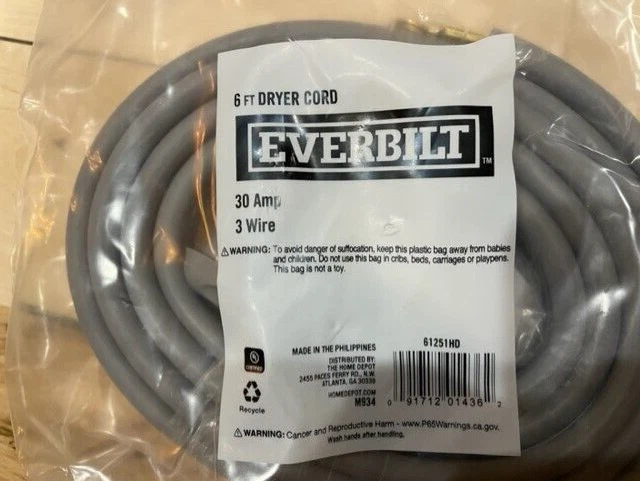 6 FT DRYER CORD
EVERBILT ™
30 Amp
3 Wire
⚠ WARNING: To avoid danger of suffocation, keep this plastic bag away from babies
and children. Do not use this bag in cribs, beds, carriages or playpens.
This bag is not a toy.
MADE IN THE PHILIPPINES
DISTRIBUTED BY:
THE HOME DEPOT
2455 PACES FERRY RD., N.W.
ATLANTA, GA 30339
HOMEDEPOT.COM
M934
UL
CERTIFIED
Recycle
61251HD
0 91712 01436 2
⚠ WARNING: Cancer and Reproductive Harm - www.P65Warnings.ca.gov.
Wash hands after handling.